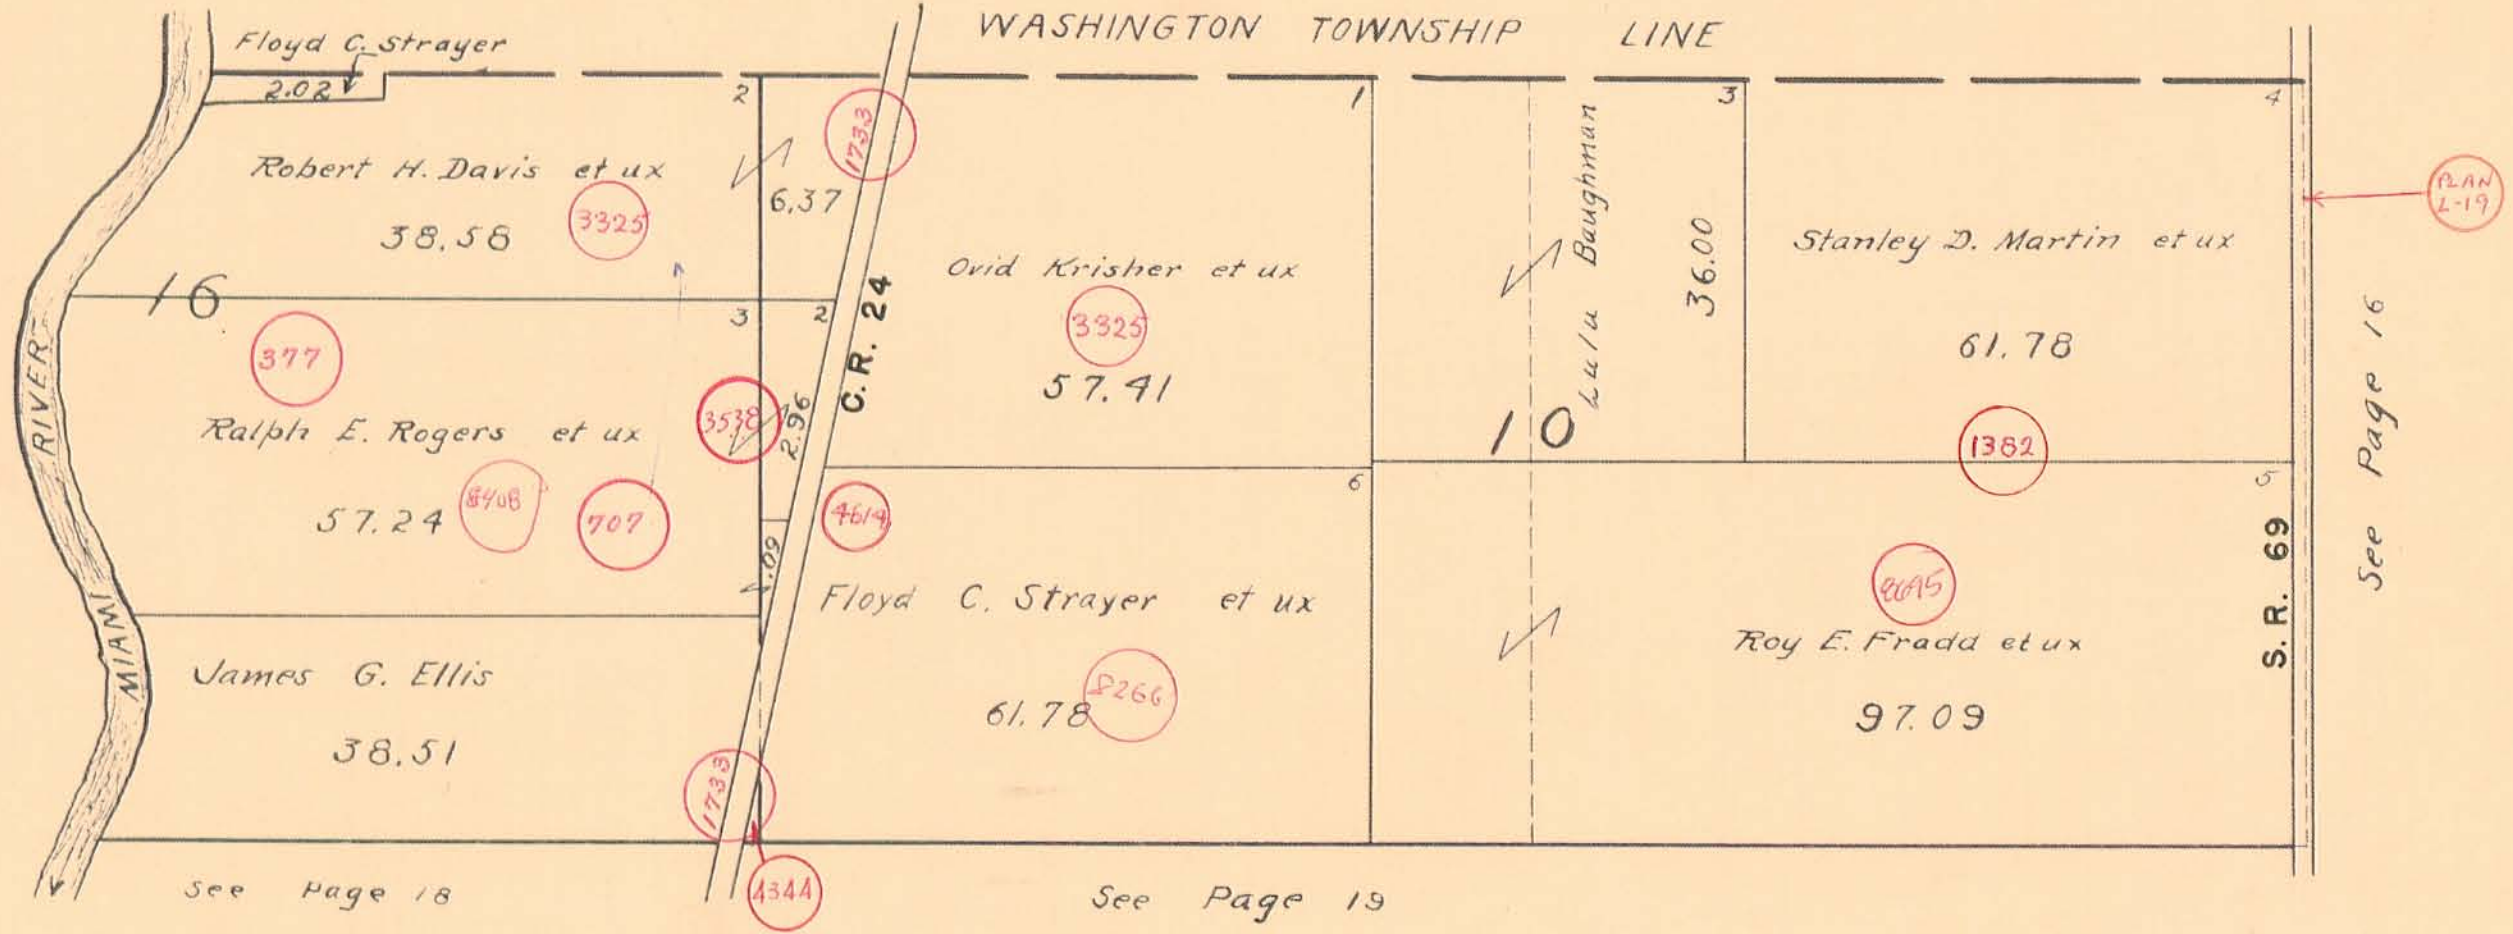 WASHINGTON TOWNSHIP LINE
Floyd C. Strayer
2.02
2
1733
1
3
4
Robert H. Davis et ux
38.58
3325
6.37
PLAN
L-19
Ovid Krisher et ux
3325
57.41
Lulu Baughman
36.00
Stanley D. Martin et ux
61.78
16
377
3
2
C. R. 24
10
1382
See Page 16
MIAMI RIVER
Ralph E. Rogers et ux
57.24
8408
707
3538
2.96
4614
6
5
S. R. 69
4.09
Floyd C. Strayer et ux
61.78
8266
Roy E. Fradd et ux
97.09
James G. Ellis
38.51
1733
4344
See Page 18
See Page 19